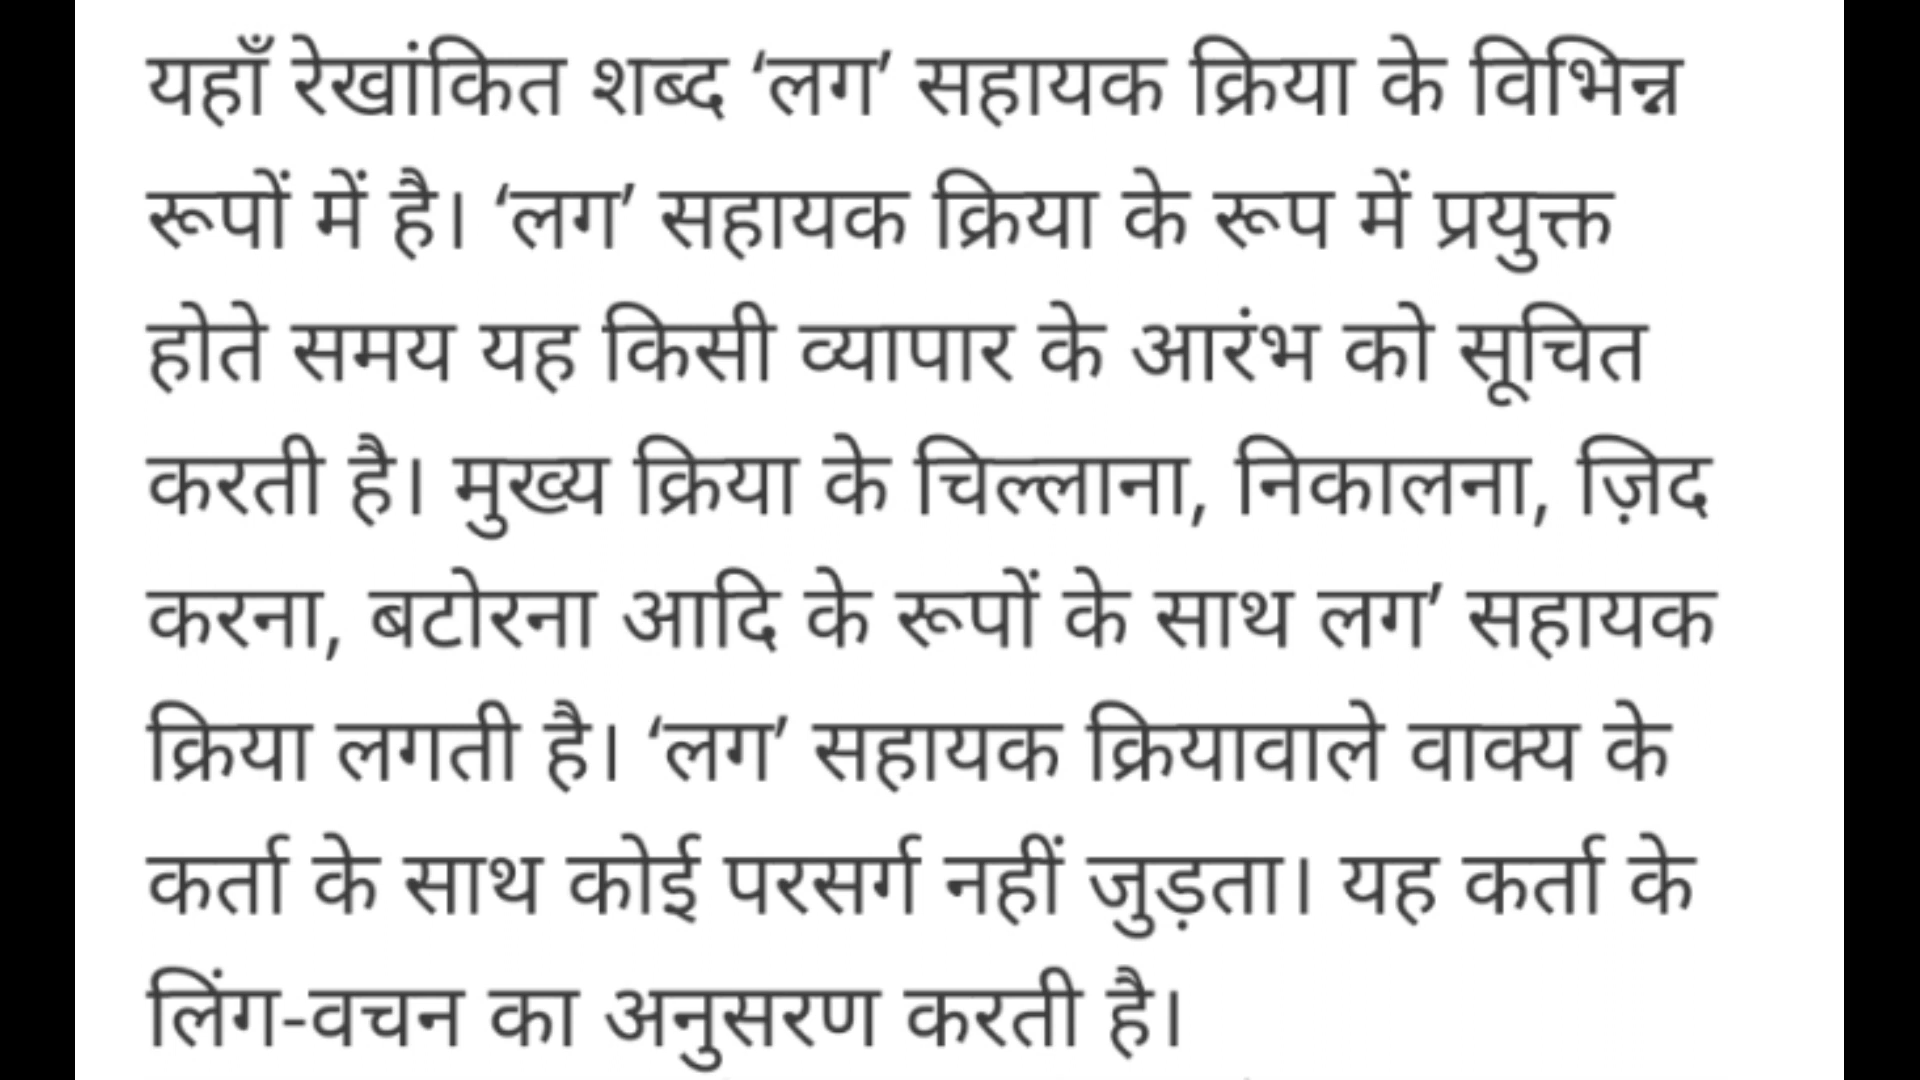 यहाँ रेखांकित शब्द ‘लग’ सहायक क्रिया के विभिन्न
रूपों में है। ‘लग’ सहायक क्रिया के रूप में प्रयुक्त
होते समय यह किसी व्यापार के आरंभ को सूचित
करती है। मुख्य क्रिया के चिल्लाना, निकालना, ज़िद
करना, बटोरना आदि के रूपों के साथ लग’ सहायक
क्रिया लगती है। ‘लग’ सहायक क्रियावाले वाक्य के
कर्ता के साथ कोई परसर्ग नहीं जुड़ता। यह कर्ता के
लिंग-वचन का अनुसरण करती है।